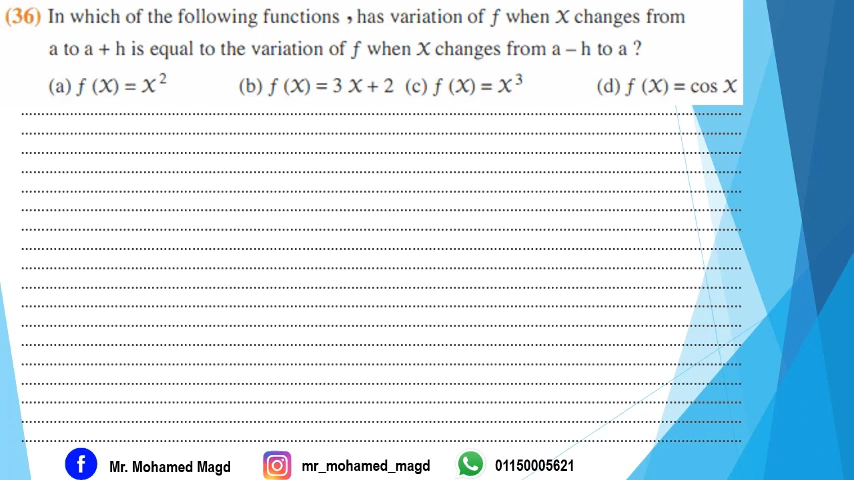 (36) In which of the following functions , has variation of f when X changes from
a to a + h is equal to the variation of f when X changes from a – h to a ?
(a) f (X) = X² (b) f (X) = 3 X + 2 (c) f (X) = X³ (d) f (X) = cos X
Mr. Mohamed Magd mr_mohamed_magd 01150005621